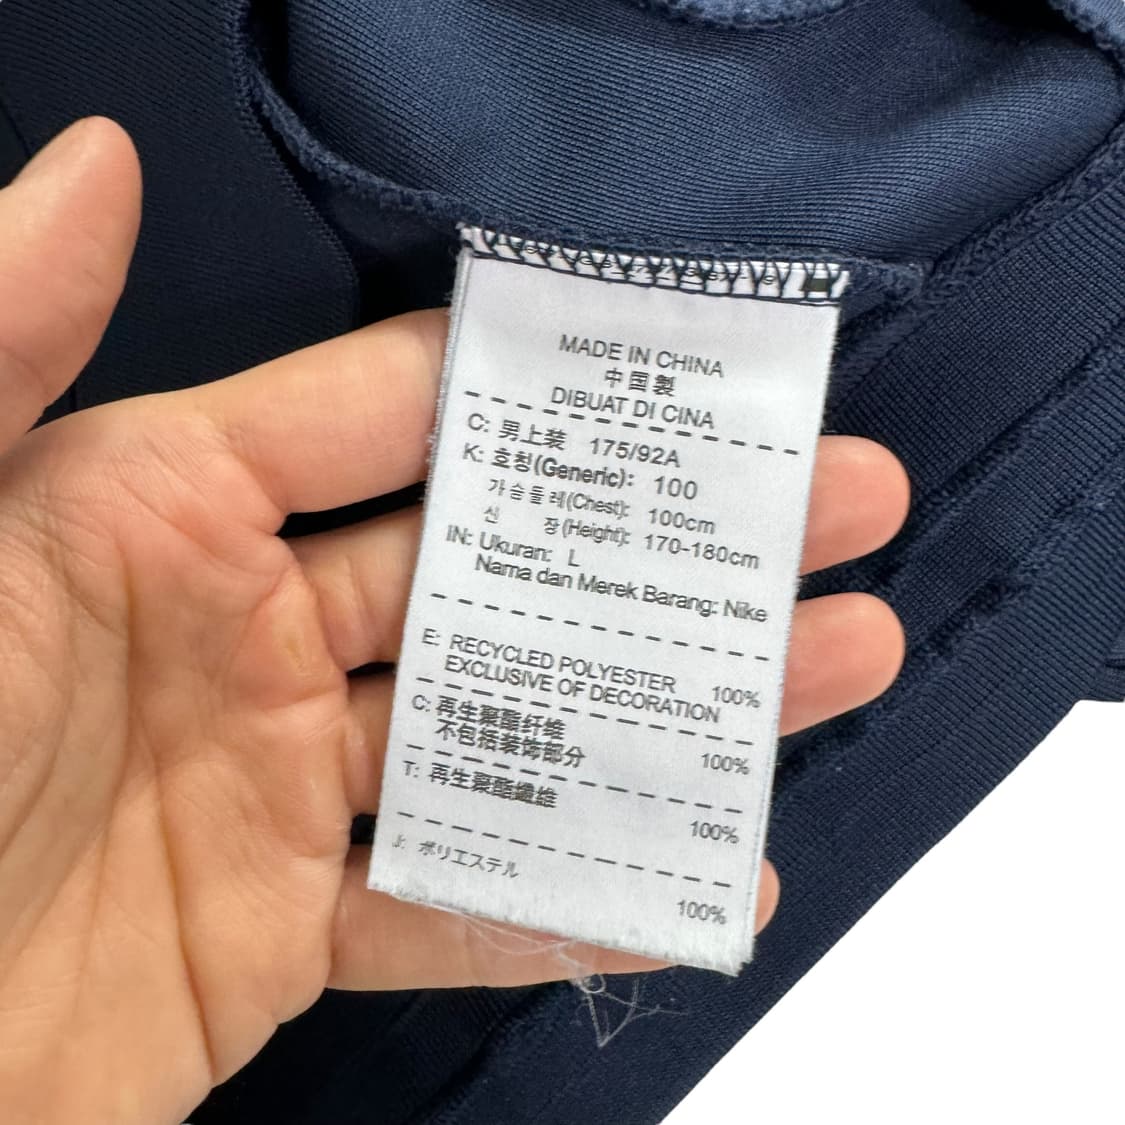 MADE IN CHINA
中国製
DIBUAT DI CINA
C: 男上装 175/92A
K: 호칭(Generic): 100
가슴둘레(Chest): 100cm
신 장(Height): 170-180cm
IN: Ukuran: L
Nama dan Merek Barang: Nike
E: RECYCLED POLYESTER 100%
EXCLUSIVE OF DECORATION
C: 再生聚酯纤维 100%
不包括装饰部分
T: 再生聚酯纖維 100%
J: ポリエステル 100%